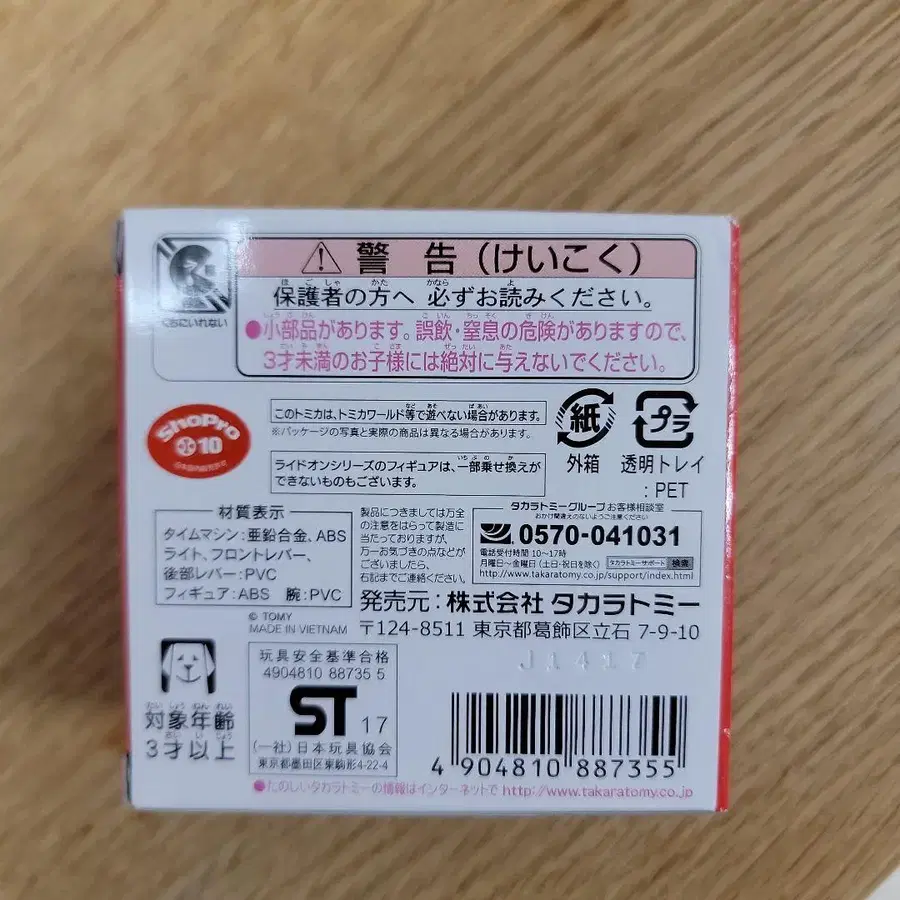 くちにいれない
警告(けいこく)
保護者の方へ 必ずお読みください。
●小部品があります。誤飲・窒息の危険がありますので、
3才未満のお子様には絶対に与えないでください。
ShoPro
10
このトミカは、トミカワールド等で遊べない場合があります。
※パッケージの写真と実際の商品は異なる場合があります。
ライドオンシリーズのフィギュアは、一部乗せ換えが
できないものもございます。
紙
外箱
プラ
透明トレイ
:PET
材質表示
タイムマシン:亜鉛合金、ABS
ライト、フロントレバー、
後部レバー:PVC
フィギュア:ABS 腕:PVC
© TOMY
MADE IN VIETNAM
製品につきましては万全
の注意をはらって製造に
当たっておりますが、
万一お気づきの点などが
ございましたら、
右記までご連絡ください。
タカラトミーグループ お客様相談室
おかけ間違えのないようご注意ください
0570-041031
電話受付時間 10〜17時
月曜日〜金曜日(土日・祝日を除く)
タカラトミーサポート 検索
http://www.takaratomy.co.jp/support/index.html
発売元:株式会社 タカラトミー
〒124-8511 東京都葛飾区立石 7-9-10
J1417
対象年齢
3才以上
玩具安全基準合格
4904810 88735 5
ST 17
(一社)日本玩具協会
東京都墨田区東駒形4-22-4
4 904810 887355
●たのしいタカラトミーの情報はインターネットで http://www.takaratomy.co.jp